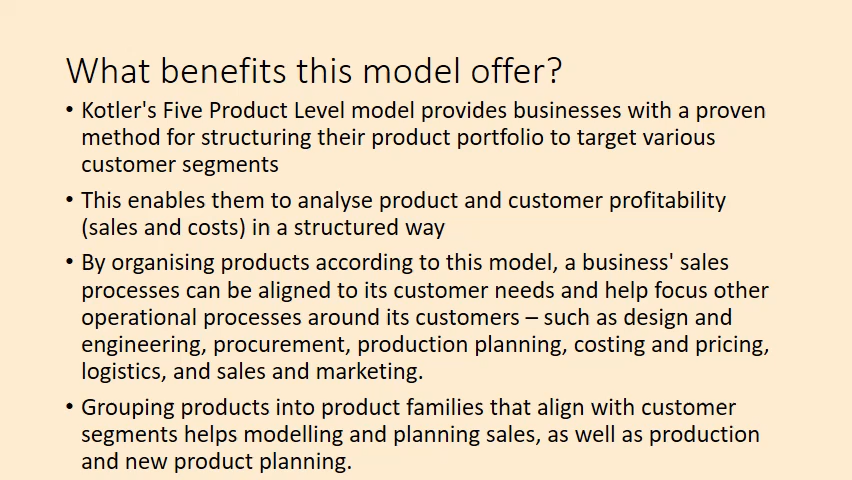 What benefits this model offer?
• Kotler's Five Product Level model provides businesses with a proven
method for structuring their product portfolio to target various
customer segments
• This enables them to analyse product and customer profitability
(sales and costs) in a structured way
• By organising products according to this model, a business' sales
processes can be aligned to its customer needs and help focus other
operational processes around its customers – such as design and
engineering, procurement, production planning, costing and pricing,
logistics, and sales and marketing.
• Grouping products into product families that align with customer
segments helps modelling and planning sales, as well as production
and new product planning.